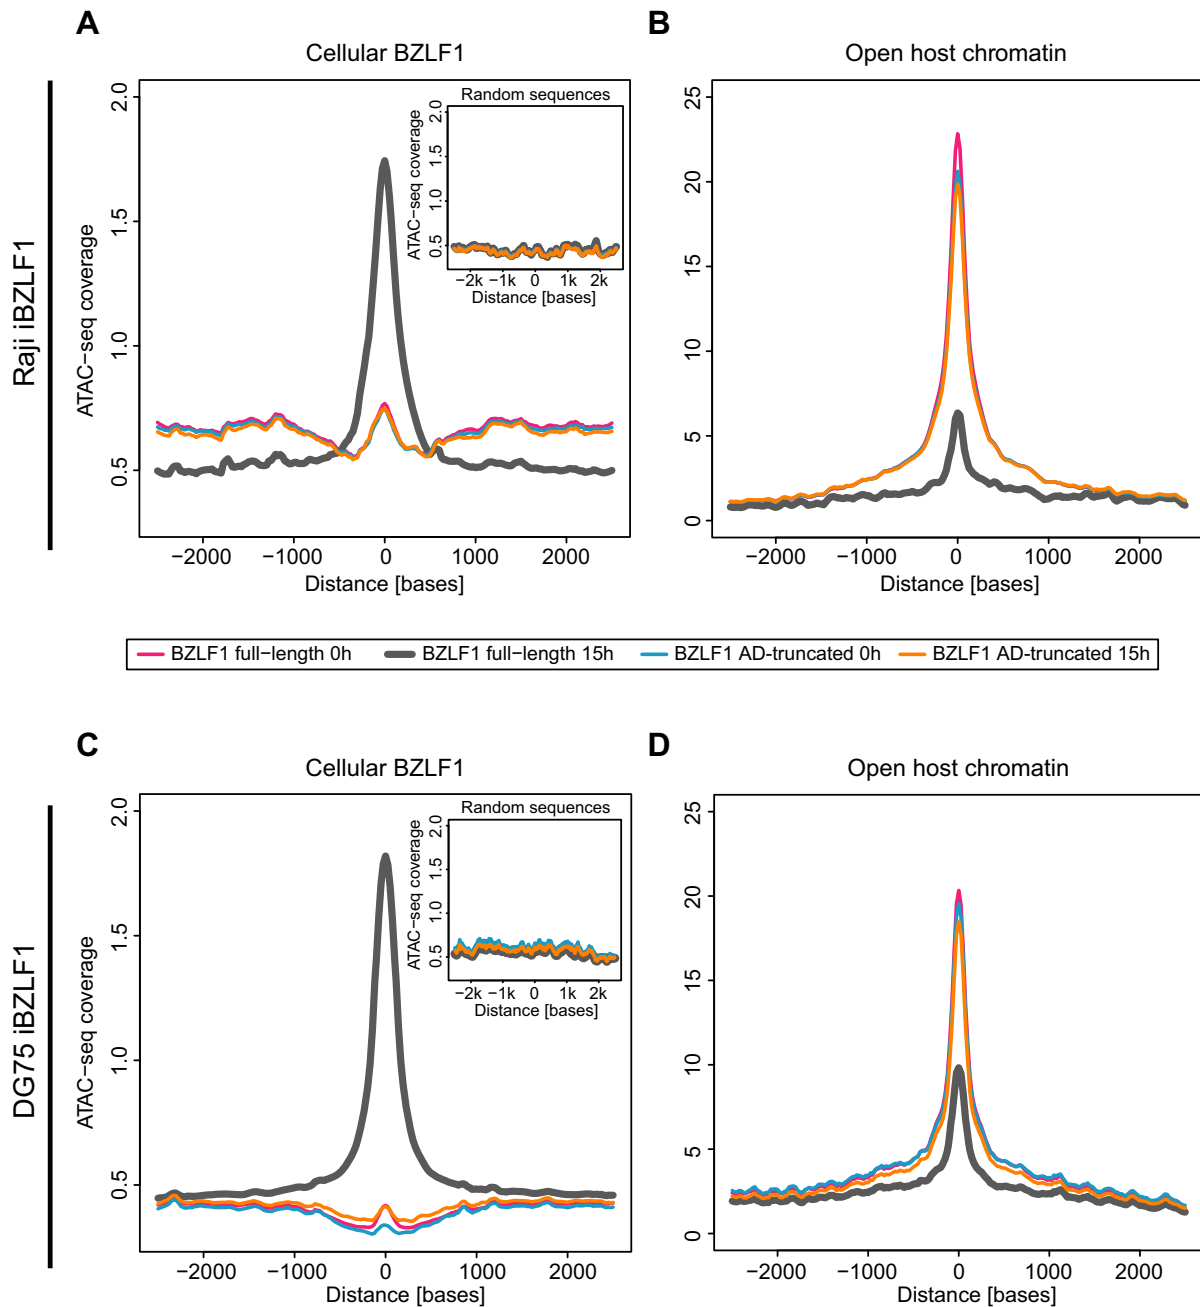 A
Cellular BZLF1
Raji iBZLF1
ATAC−seq coverage
2.0
1.5
1.0
0.5
−2000 −1000 0 1000 2000
Distance [bases]
Random sequences
ATAC−seq coverage
2.0
1.5
1.0
0.5
−2k −1k 0 1k 2k
Distance [bases]
B
Open host chromatin
25
20
15
10
5
0
−2000 −1000 0 1000 2000
Distance [bases]
BZLF1 full−length 0h BZLF1 full−length 15h BZLF1 AD−truncated 0h BZLF1 AD−truncated 15h
C
Cellular BZLF1
DG75 iBZLF1
ATAC−seq coverage
2.0
1.5
1.0
0.5
−2000 −1000 0 1000 2000
Distance [bases]
Random sequences
ATAC−seq coverage
2.0
1.5
1.0
0.5
−2k −1k 0 1k 2k
Distance [bases]
D
Open host chromatin
25
20
15
10
5
0
−2000 −1000 0 1000 2000
Distance [bases]